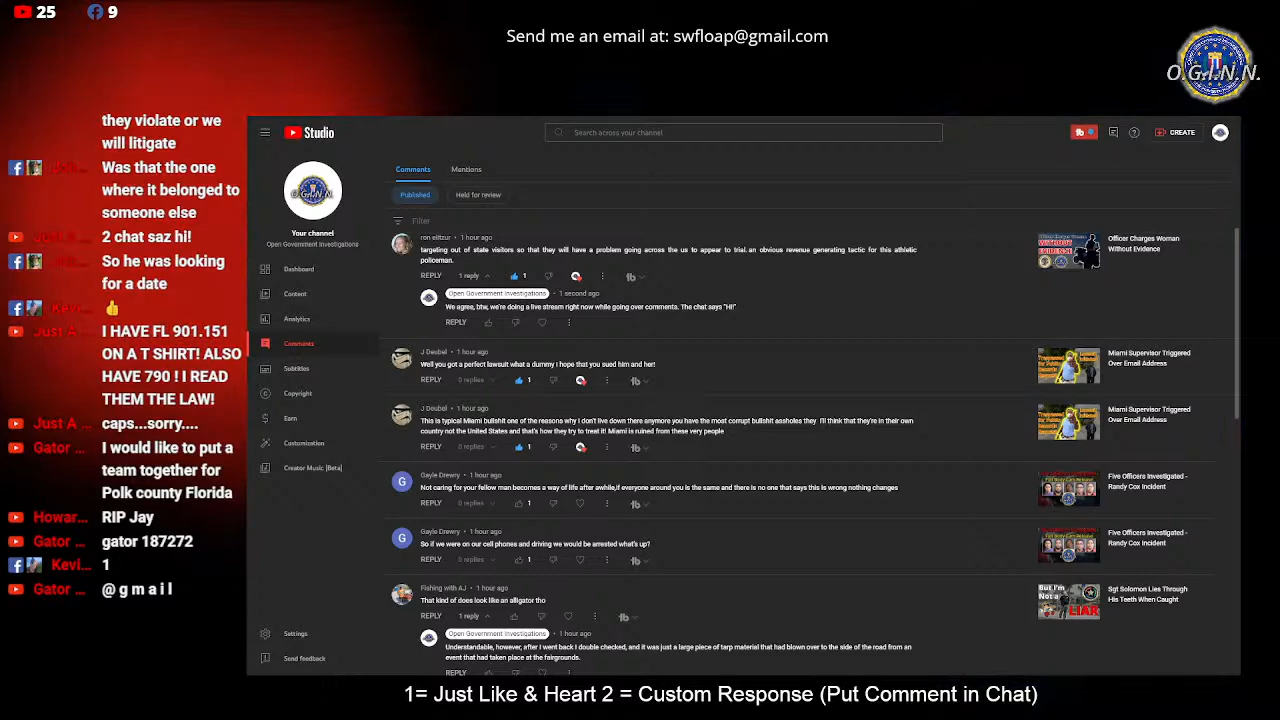 25
9
Send me an email at: swfloap@gmail.com
O.G.I.N.N.
they violate or we
will litigate
Was that the one
where it belonged to
someone else
2 chat saz hi!
So he was looking
for a date
Kevi...
👍
Just A ...
I HAVE FL 901.151
ON A T SHIRT! ALSO
HAVE 790 ! I READ
THEM THE LAW!
Just A ...
caps...sorry....
Gator ...
I would like to put a
team together for
Polk county Florida
Howar...
RIP Jay
Gator ...
gator 187272
Kevi...
1
Gator ...
@ g m a i l
Studio
Search across your channel
CREATE
O.G.I.N.N.
Your channel
Open Government Investigations
Dashboard
Content
Analytics
Comments
Subtitles
Copyright
Earn
Customization
Creator Music [Beta]
Settings
Send feedback
Comments
Mentions
Published
Held for review
Filter
ron elitzur • 1 hour ago
targeting out of state visitors so that they will have a problem going across the us to appear to trial.an obvious revenue generating tactic for this athletic
policeman.
REPLY
1 reply
1
Open Government Investigations • 1 second ago
We agree, btw, we're doing a live stream right now while going over comments. The chat says "Hi!"
REPLY
Officer Charges Woman
Without Evidence
J Deubel • 1 hour ago
Well you got a perfect lawsuit what a dummy I hope that you sued him and her!
REPLY
0 replies
1
Miami Supervisor Triggered
Over Email Address
J Deubel • 1 hour ago
This is typical Miami bullshit one of the reasons why I don't live down there anymore you have the most corrupt bullshit assholes they I'll think that they're in their own
country not the United States and that's how they try to treat it! Miami is ruined from these very people
REPLY
0 replies
1
Miami Supervisor Triggered
Over Email Address
G
Gayle Drewry • 1 hour ago
Not caring for your fellow man becomes a way of life after awhile,if everyone around you is the same and there is no one that says this is wrong nothing changes
REPLY
0 replies
1
Five Officers Investigated -
Randy Cox Incident
G
Gayle Drewry • 1 hour ago
So if we were on our cell phones and driving we would be arrested what's up?
REPLY
0 replies
1
Five Officers Investigated -
Randy Cox Incident
Fishing with AJ • 1 hour ago
That kind of does look like an alligator tho
REPLY
1 reply
Open Government Investigations • 1 hour ago
Understandable, however, after I went back I double checked, and it was just a large piece of tarp material that had blown over to the side of the road from an
event that had taken place at the fairgrounds.
REPLY
But I'm
Not a
LIAR
Sgt Solomon Lies Through
His Teeth When Caught
1= Just Like & Heart 2 = Custom Response (Put Comment in Chat)